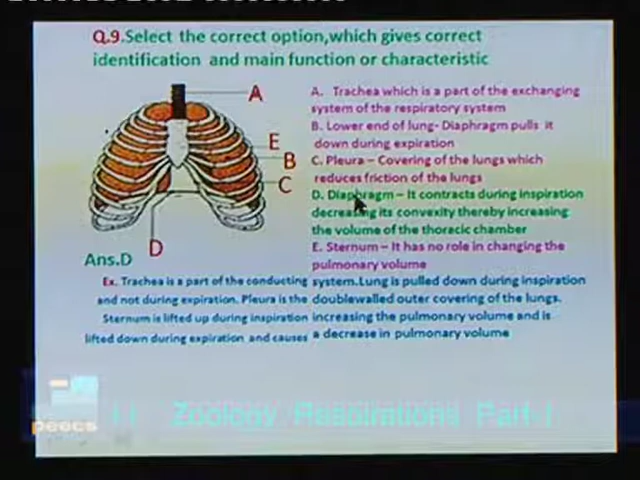 Q.9.Select the correct option,which gives correct
identification and main function or characteristic
A
E
B
C
D
A. Trachea which is a part of the exchanging
system of the respiratory system
B. Lower end of lung- Diaphragm pulls it
down during expiration
C. Pleura – Covering of the lungs which
reduces friction of the lungs
D. Diaphragm – It contracts during inspiration
decreasing its convexity thereby increasing
the volume of the thoracic chamber
E. Sternum – It has no role in changing the
pulmonary volume
Ans.D
Ex. Trachea is a part of the conducting system.Lung is pulled down during inspiration
and not during expiration. Pleura is the doublewalled outer covering of the lungs.
Sternum is lifted up during inspiration increasing the pulmonary volume and is
lifted down during expiration and causes a decrease in pulmonary volume
peecs
11 Zoology Respirations Part-1